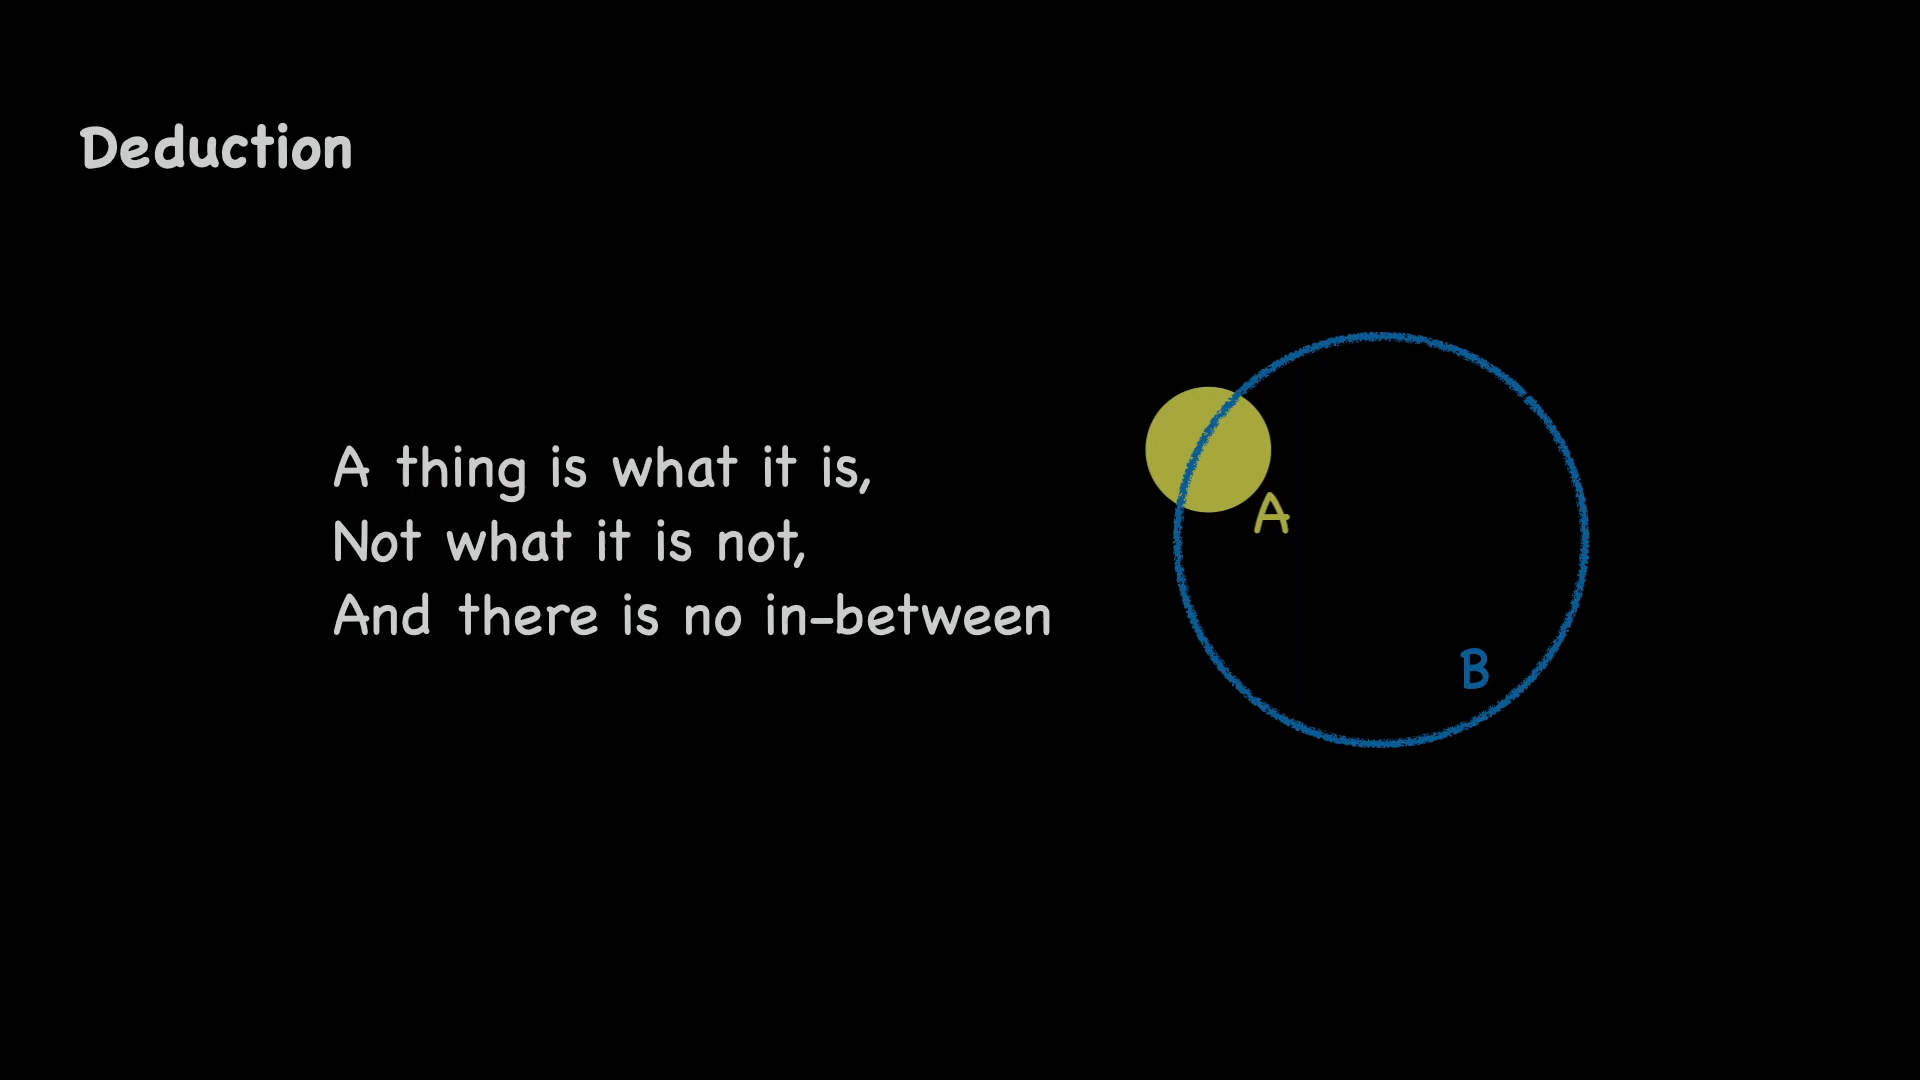 Deduction
A thing is what it is,
Not what it is not,
And there is no in-between
A
B